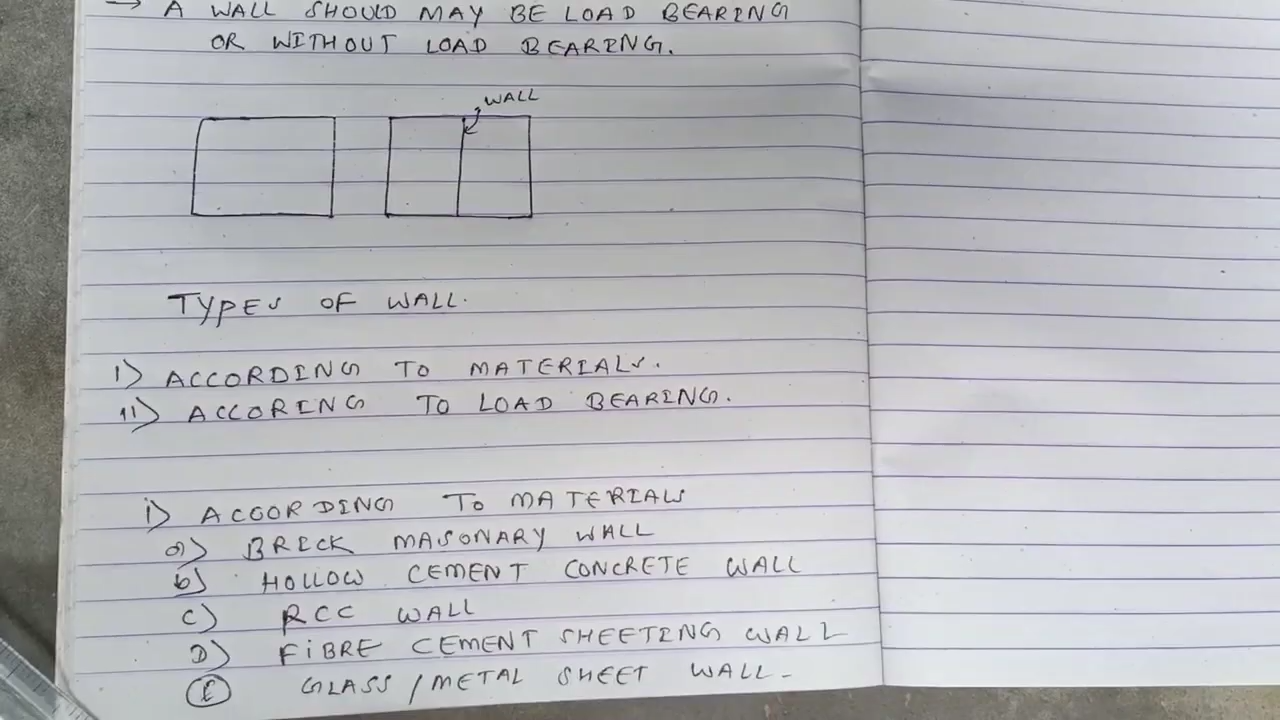 → A WALL SHOULD MAY BE LOAD BEARING
OR WITHOUT LOAD BEARING.
WALL
TYPES OF WALL.
I) ACCORDING TO MATERIALS.
II) ACCORING TO LOAD BEARING.
i) ACCORDING TO MATERIALS
a) BRICK MASONARY WALL
b) HOLLOW CEMENT CONCRETE WALL
C) RCC WALL
D) FIBRE CEMENT SHEETING WALL
E GLASS/METAL SHEET WALL-